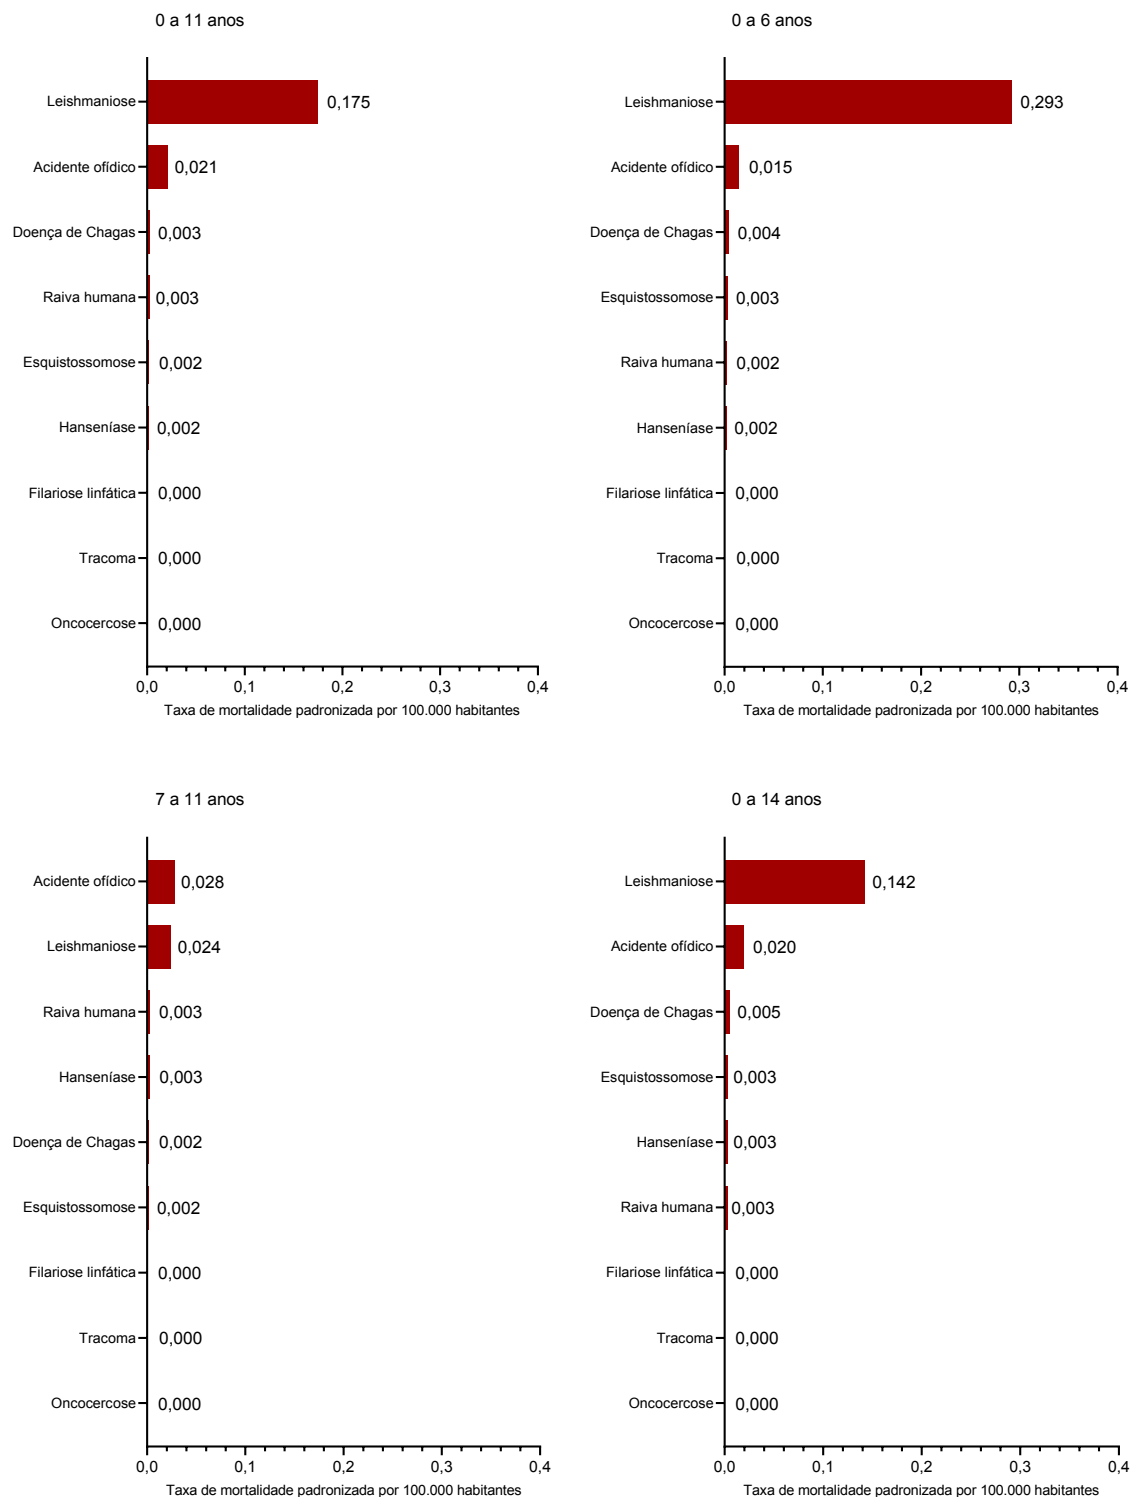 0 a 11 anos
Leishmaniose 0,175
Acidente ofídico 0,021
Doença de Chagas 0,003
Raiva humana 0,003
Esquistossomose 0,002
Hanseníase 0,002
Filariose linfática 0,000
Tracoma 0,000
Oncocercose 0,000
0,0 0,1 0,2 0,3 0,4
Taxa de mortalidade padronizada por 100.000 habitantes
0 a 6 anos
Leishmaniose 0,293
Acidente ofídico 0,015
Doença de Chagas 0,004
Esquistossomose 0,003
Raiva humana 0,002
Hanseníase 0,002
Filariose linfática 0,000
Tracoma 0,000
Oncocercose 0,000
0,0 0,1 0,2 0,3 0,4
Taxa de mortalidade padronizada por 100.000 habitantes
7 a 11 anos
Acidente ofídico 0,028
Leishmaniose 0,024
Raiva humana 0,003
Hanseníase 0,003
Doença de Chagas 0,002
Esquistossomose 0,002
Filariose linfática 0,000
Tracoma 0,000
Oncocercose 0,000
0,0 0,1 0,2 0,3 0,4
Taxa de mortalidade padronizada por 100.000 habitantes
0 a 14 anos
Leishmaniose 0,142
Acidente ofídico 0,020
Doença de Chagas 0,005
Esquistossomose 0,003
Hanseníase 0,003
Raiva humana 0,003
Filariose linfática 0,000
Tracoma 0,000
Oncocercose 0,000
0,0 0,1 0,2 0,3 0,4
Taxa de mortalidade padronizada por 100.000 habitantes